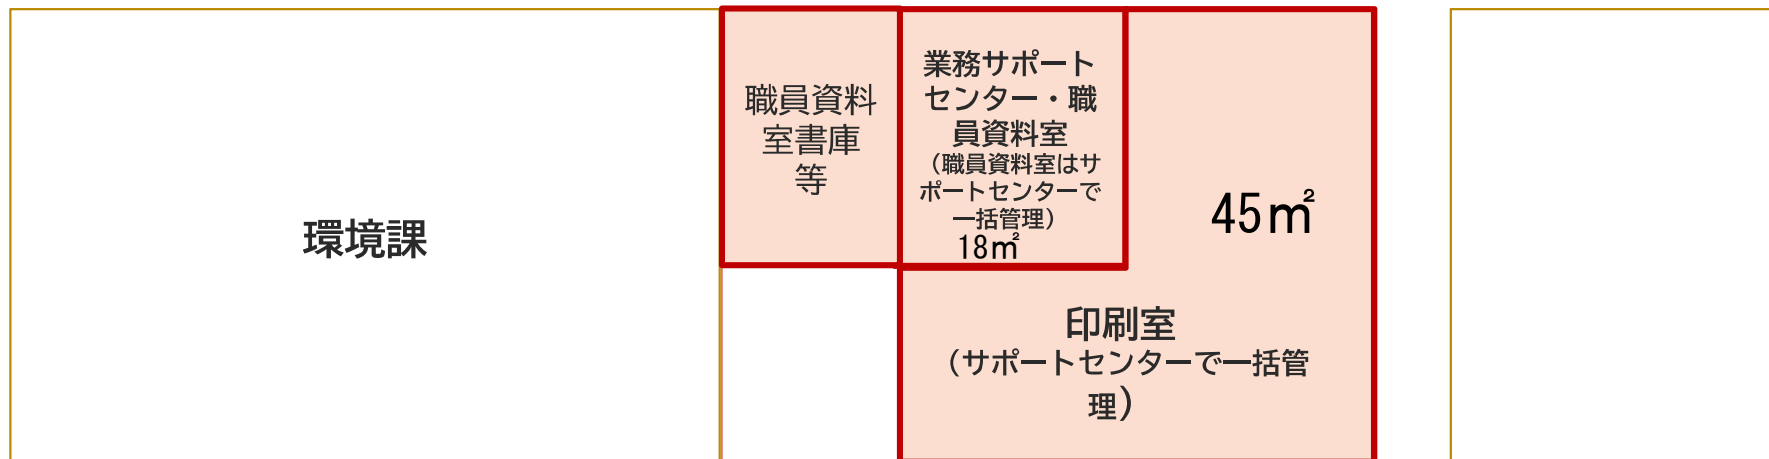 環境課
職員資料
室書庫
等
業務サポート
センター・職
員資料室
（職員資料室はサ
ポートセンターで
一括管理）
18㎡
45㎡
印刷室
（サポートセンターで一括管
理）